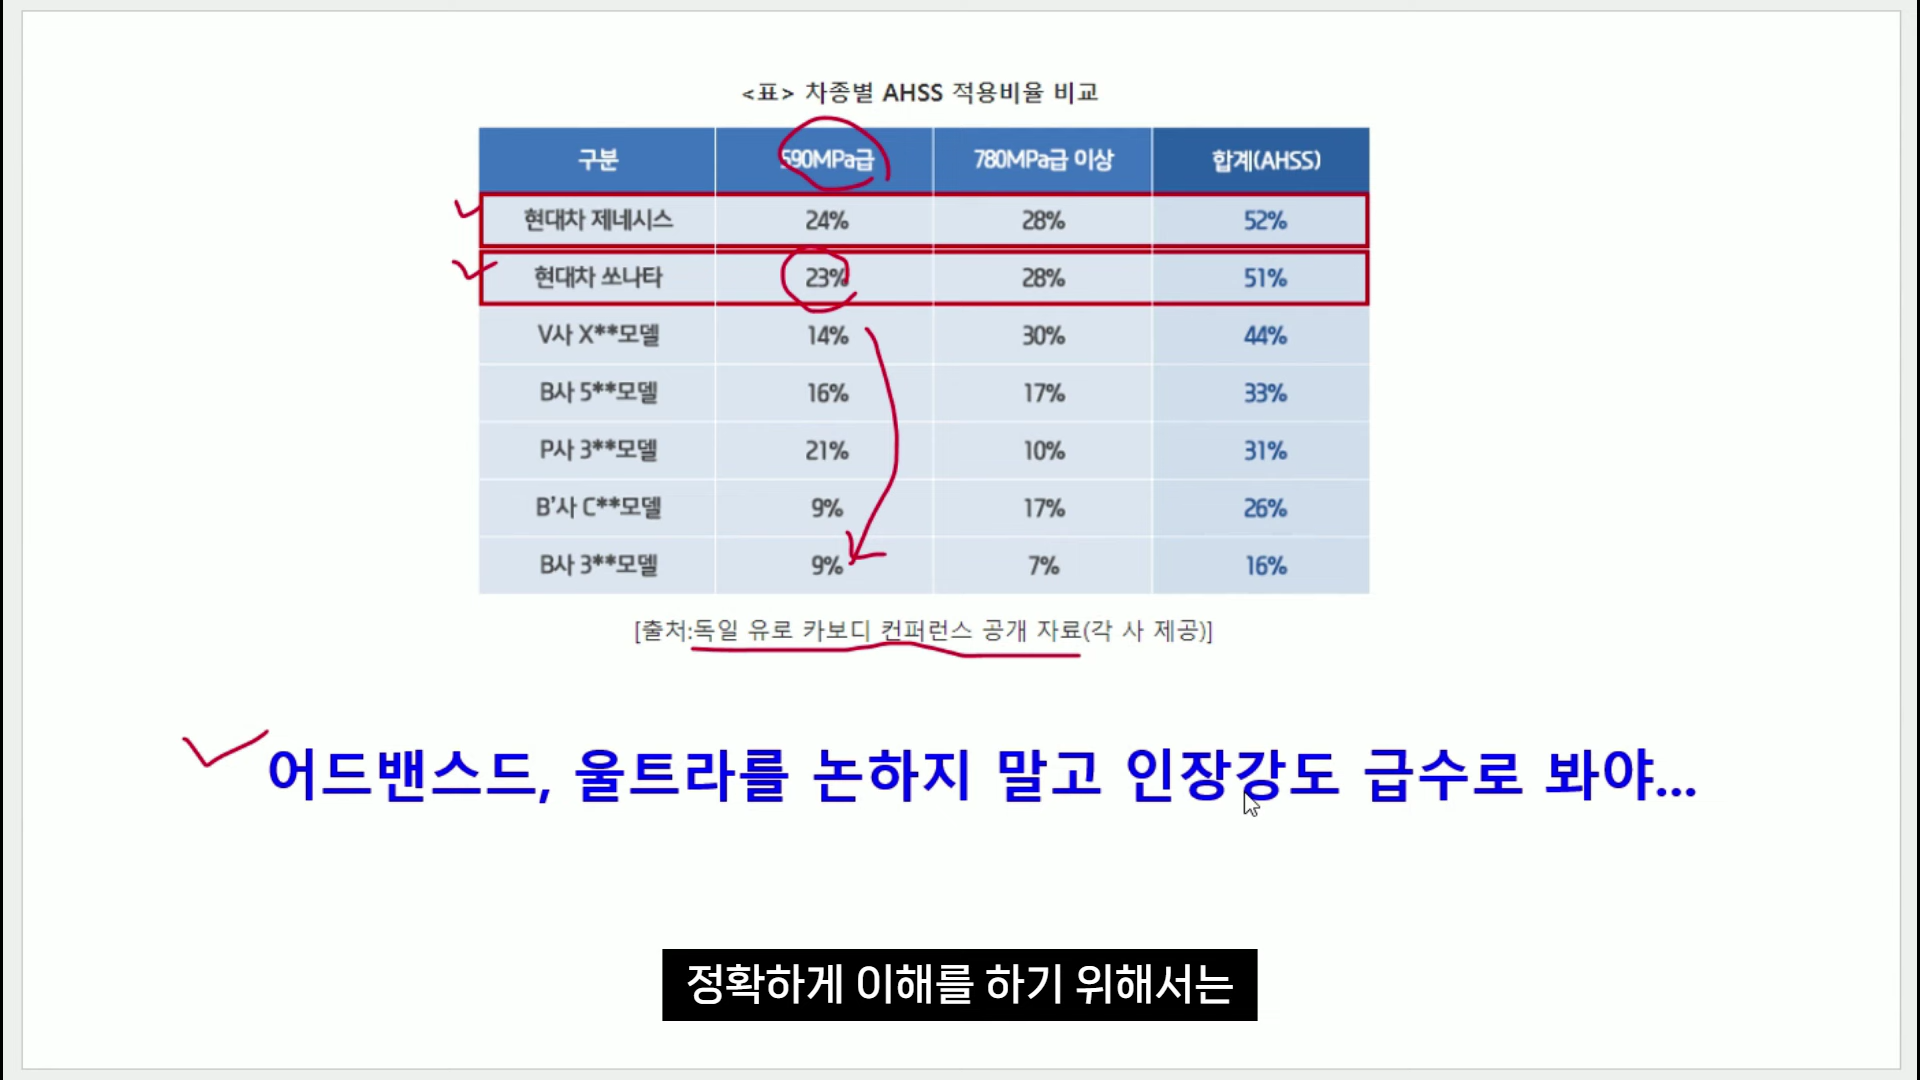 <표> 차종별 AHSS 적용비율 비교
구분 590MPa급 780MPa급 이상 합계(AHSS)
현대차 제네시스 24% 28% 52%
현대차 쏘나타 23% 28% 51%
V사 X**모델 14% 30% 44%
B사 5**모델 16% 17% 33%
P사 3**모델 21% 10% 31%
B'사 C**모델 9% 17% 26%
B사 3**모델 9% 7% 16%
[출처:독일 유로 카보디 컨퍼런스 공개 자료(각 사 제공)]
어드밴스드, 울트라를 논하지 말고 인장강도 급수로 봐야...
정확하게 이해를 하기 위해서는